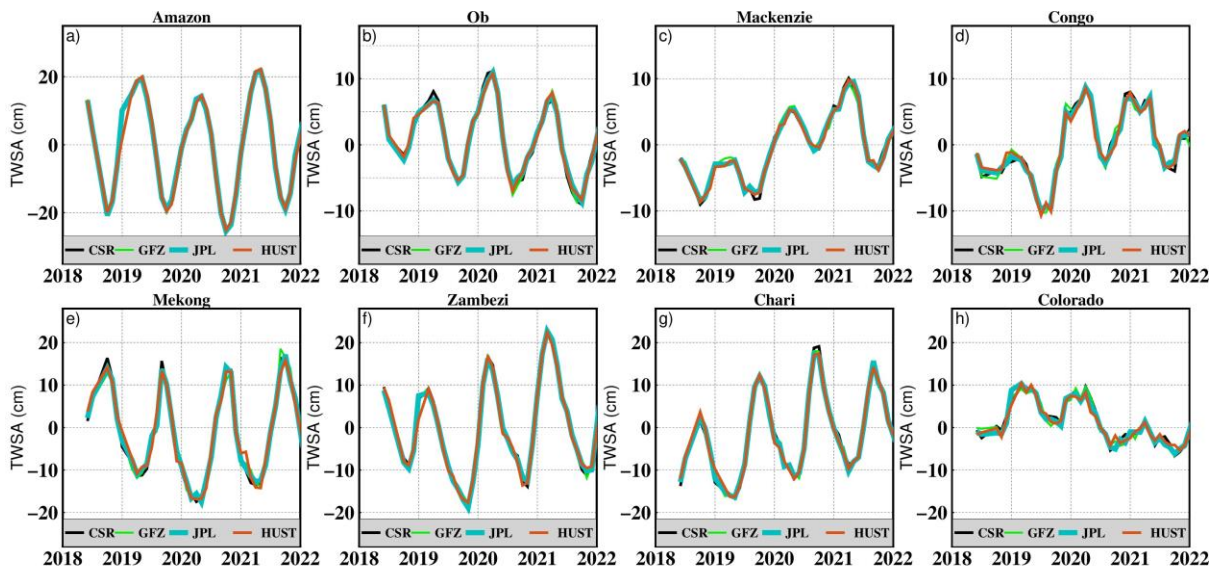 Amazon Ob Mackenzie Congo
a) b) c) d)
TWSA (cm) TWSA (cm) TWSA (cm) TWSA (cm)
20 10 10 10
0 0 0 0
−20 −10 −10 −10
CSR GFZ JPL HUST CSR GFZ JPL HUST CSR GFZ JPL HUST CSR GFZ JPL HUST
2018 2019 2020 2021 2022 2018 2019 2020 2021 2022 2018 2019 2020 2021 2022 2018 2019 2020 2021 2022
Mekong Zambezi Chari Colorado
e) f) g) h)
20 20 20 20
10 10 10 10
TWSA (cm) TWSA (cm) TWSA (cm) TWSA (cm)
0 0 0 0
−10 −10 −10 −10
−20 −20 −20 −20
CSR GFZ JPL HUST CSR GFZ JPL HUST CSR GFZ JPL HUST CSR GFZ JPL HUST
2018 2019 2020 2021 2022 2018 2019 2020 2021 2022 2018 2019 2020 2021 2022 2018 2019 2020 2021 2022